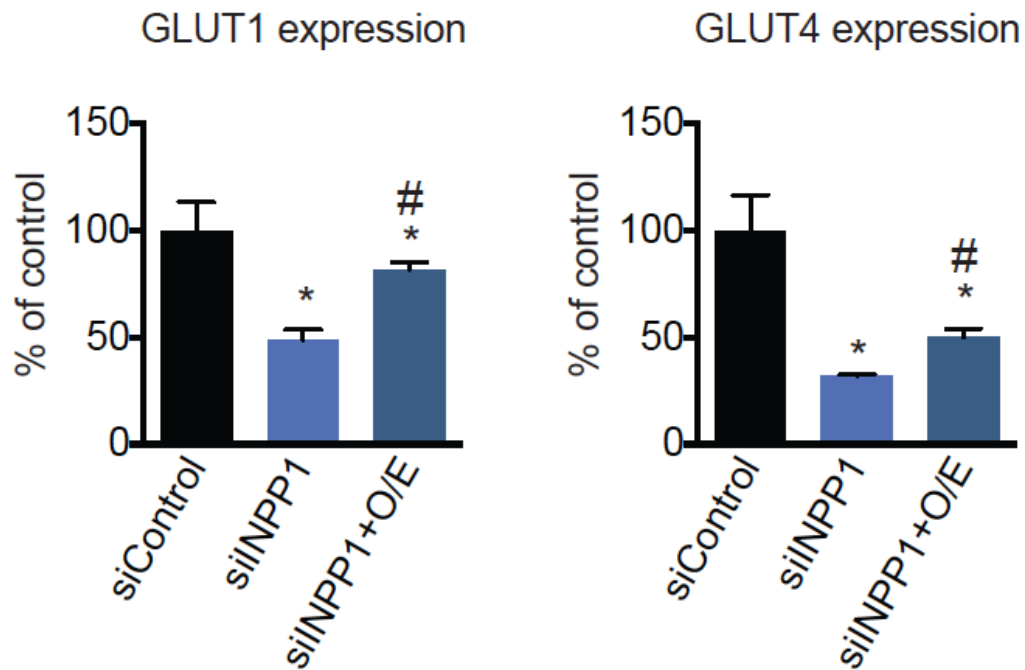 GLUT1 expression
% of control
150
100
50
0
*
#
*
siControl
siINPP1
siINPP1+O/E
GLUT4 expression
% of control
150
100
50
0
*
#
*
siControl
siINPP1
siINPP1+O/E